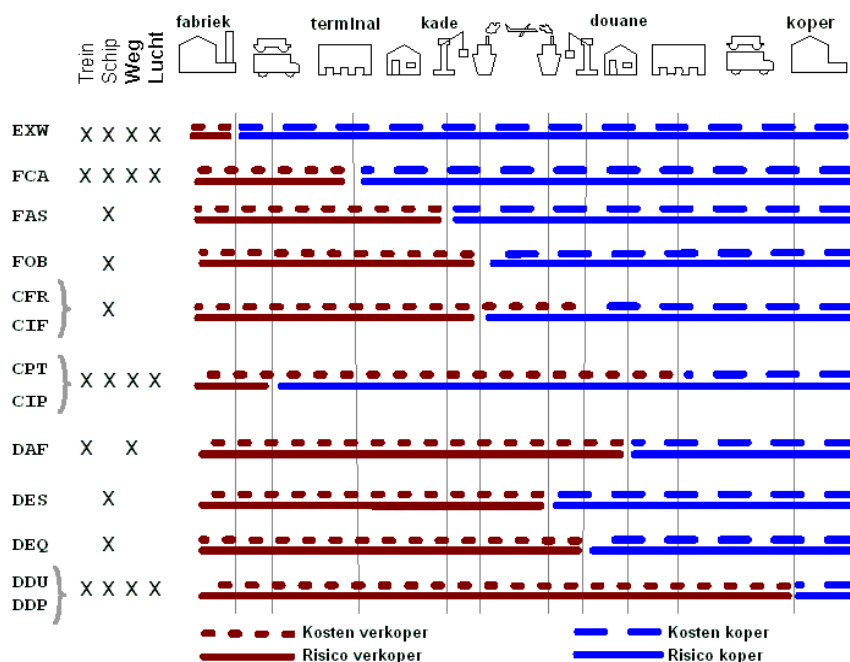 fabriek terminal kade douane koper
Trein Schip Weg Lucht
EXW X X X X
FCA X X X X
FAS X
FOB X
CFR
X
CIF
CPT
X X X X
CIP
DAF X X
DES X
DEQ X
DDU
X X X X
DDP
Kosten verkoper Kosten koper
Risico verkoper Risico koper